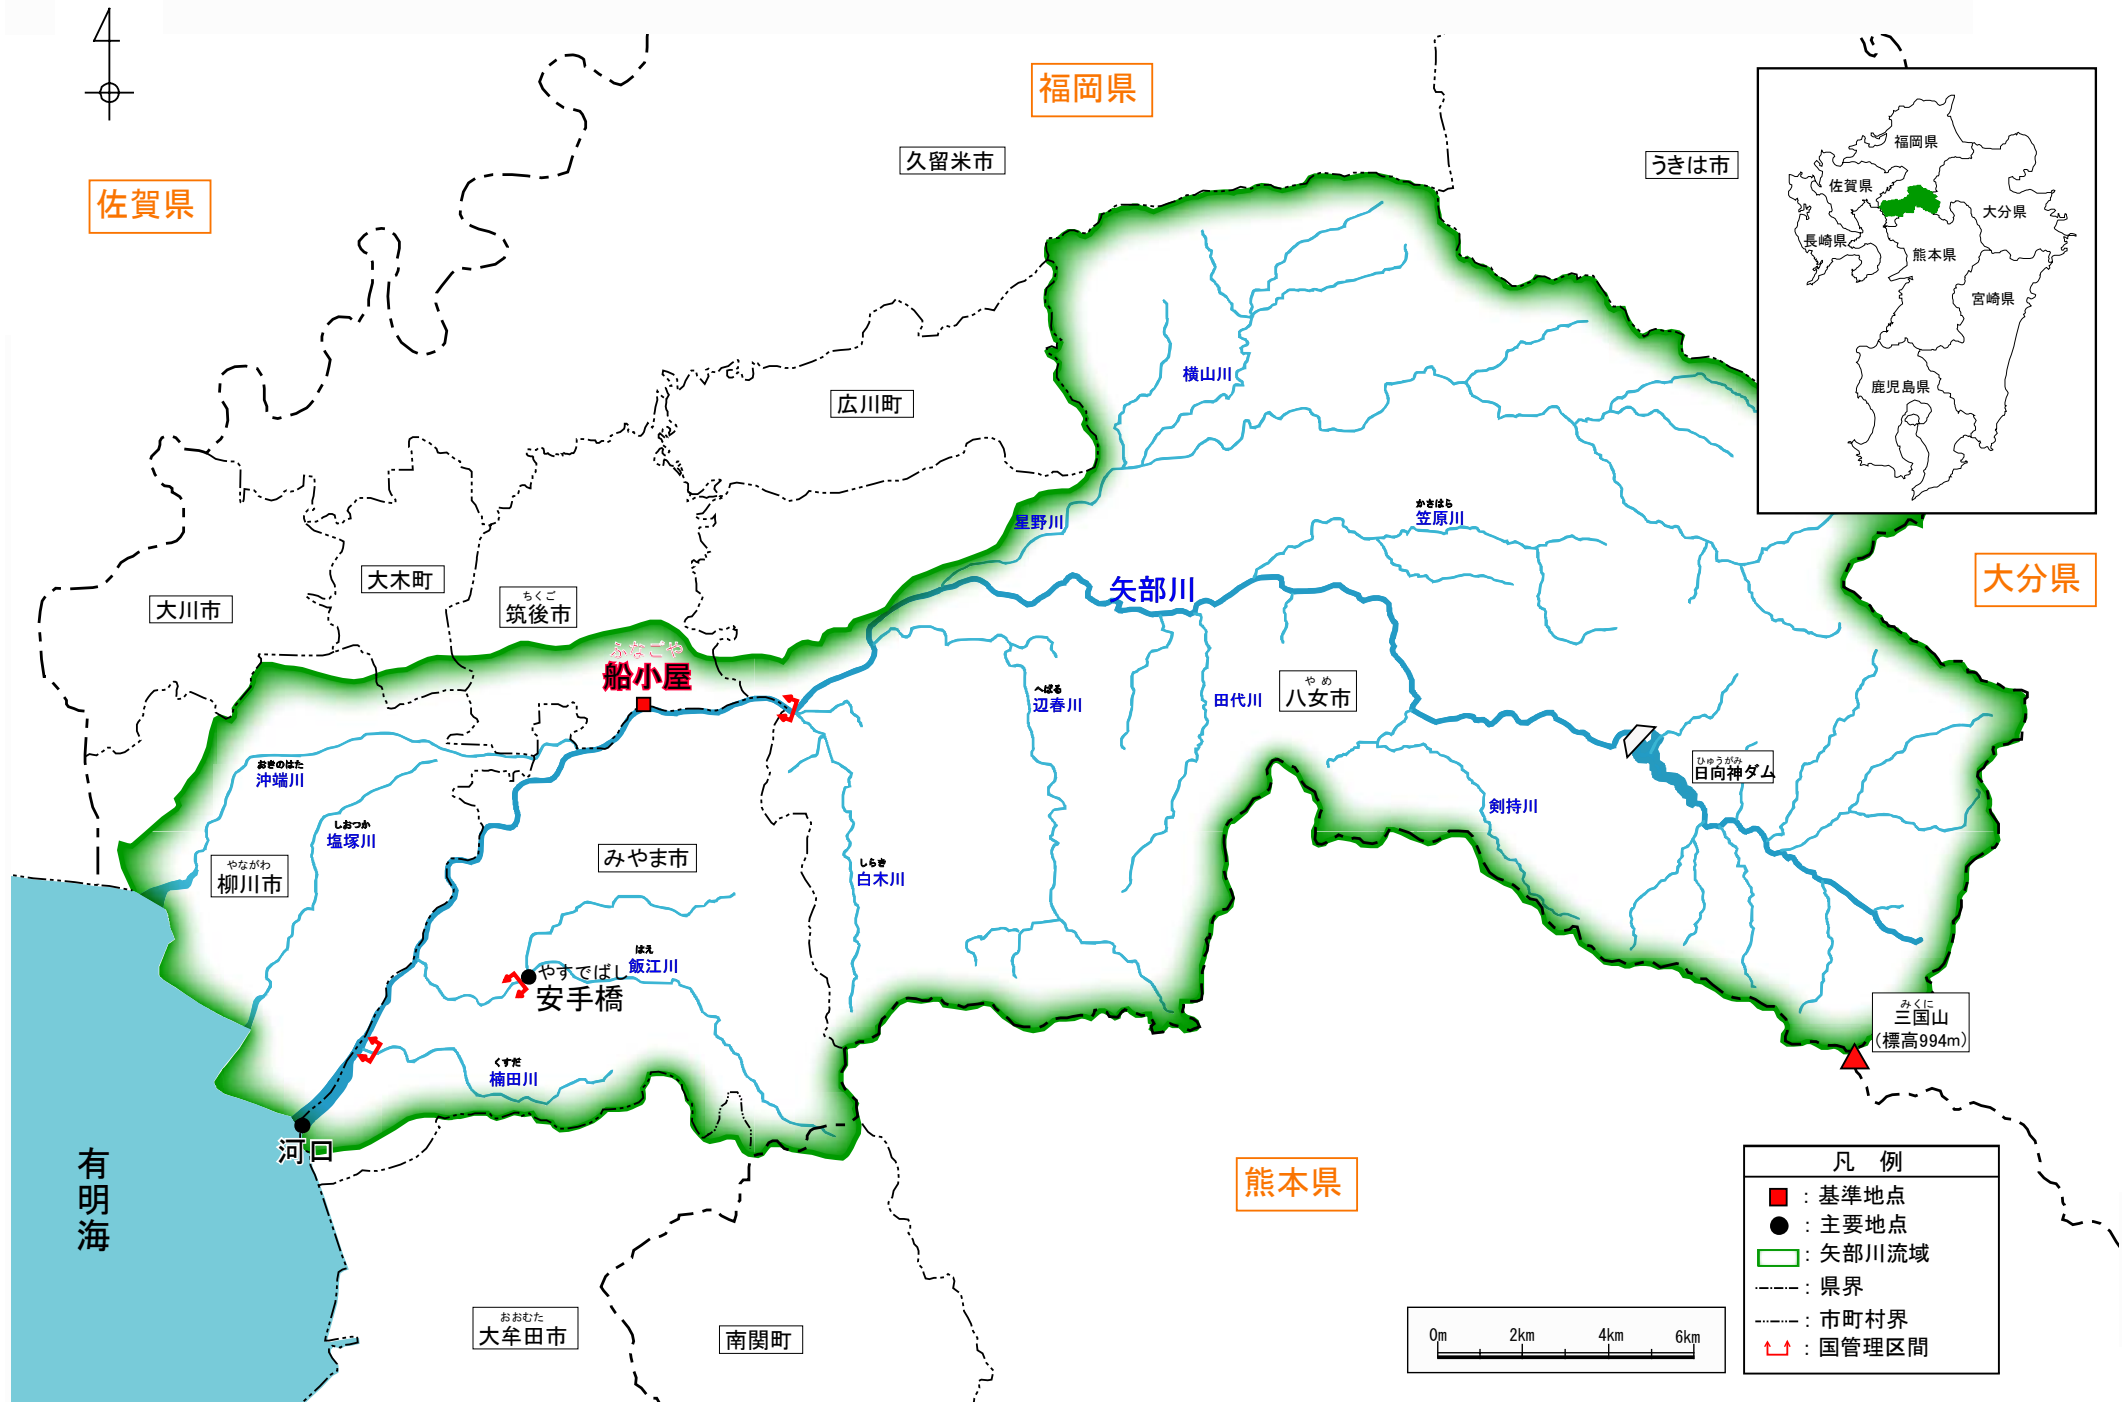 福岡県
佐賀県
久留米市
うきは市
福岡県
佐賀県
大分県
長崎県
熊本県
宮崎県
鹿児島県
横山川
広川町
かさはら
笠原川
星野川
大分県
大木町
大川市
ちくご
筑後市
矢部川
ふなごや
船小屋
やめ
八女市
へばる
辺春川
田代川
おきのはた
沖端川
ひゅうがみ
日向神ダム
剣持川
しおつか
塩塚川
やながわ
柳川市
みやま市
しらき
白木川
はえ
飯江川
やすでばし
安手橋
みくに
三国山
(標高994m)
くすだ
楠田川
河口
有明海
熊本県
おおむた
大牟田市
南関町
0m 2km 4km 6km
凡 例
:基準地点
:主要地点
:矢部川流域
:県界
:市町村界
:国管理区間